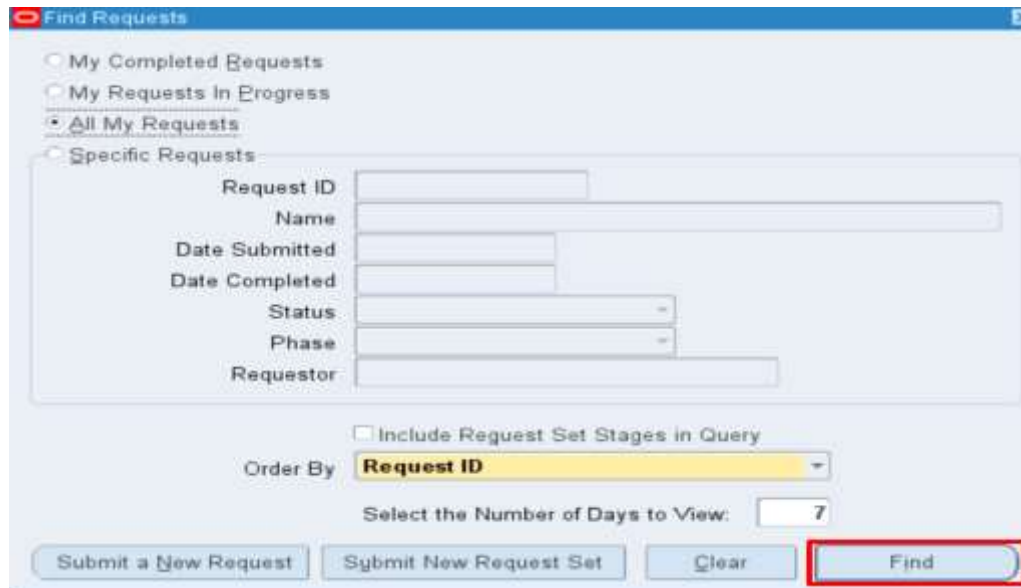 Find Requests
My Completed Requests
My Requests In Progress
All My Requests
Specific Requests
Request ID
Name
Date Submitted
Date Completed
Status
Phase
Requestor
Include Request Set Stages in Query
Order By Request ID
Select the Number of Days to View: 7
Submit a New Request Submit New Request Set Clear Find